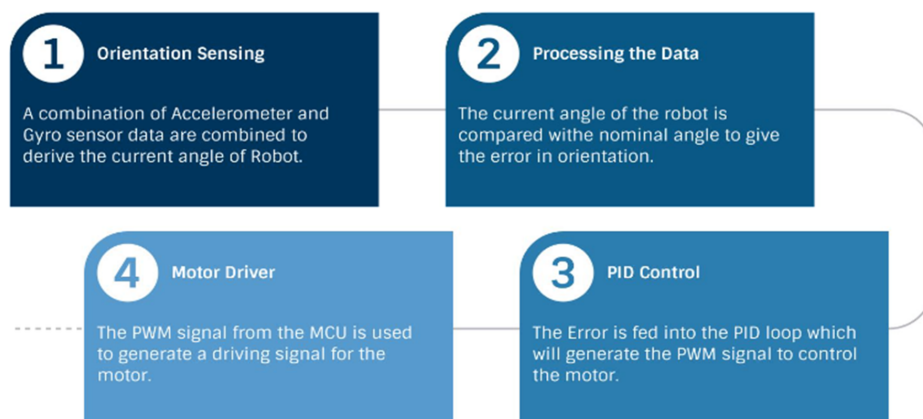 1 Orientation Sensing
A combination of Accelerometer and
Gyro sensor data are combined to
derive the current angle of Robot.
2 Processing the Data
The current angle of the robot is
compared withe nominal angle to give
the error in orientation.
3 PID Control
The Error is fed into the PID loop which
will generate the PWM signal to control
the motor.
4 Motor Driver
The PWM signal from the MCU is used
to generate a driving signal for the
motor.